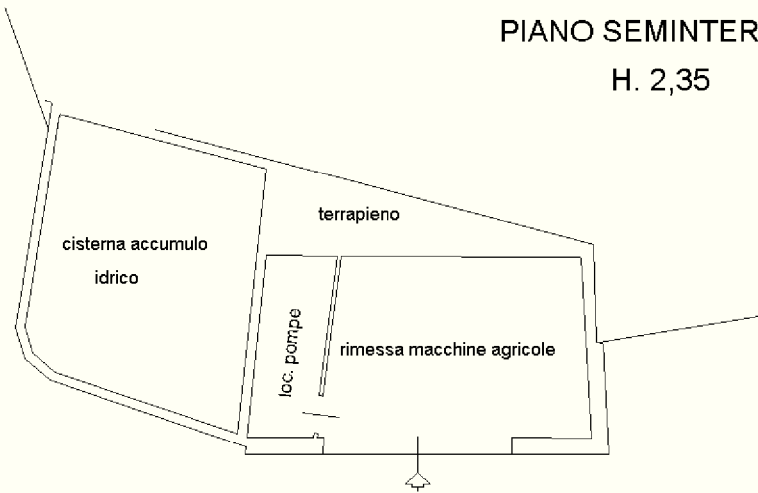 PIANO SEMINTER
H. 2,35
terrapieno
cisterna accumulo
idrico
loc. pompe
rimessa macchine agricole